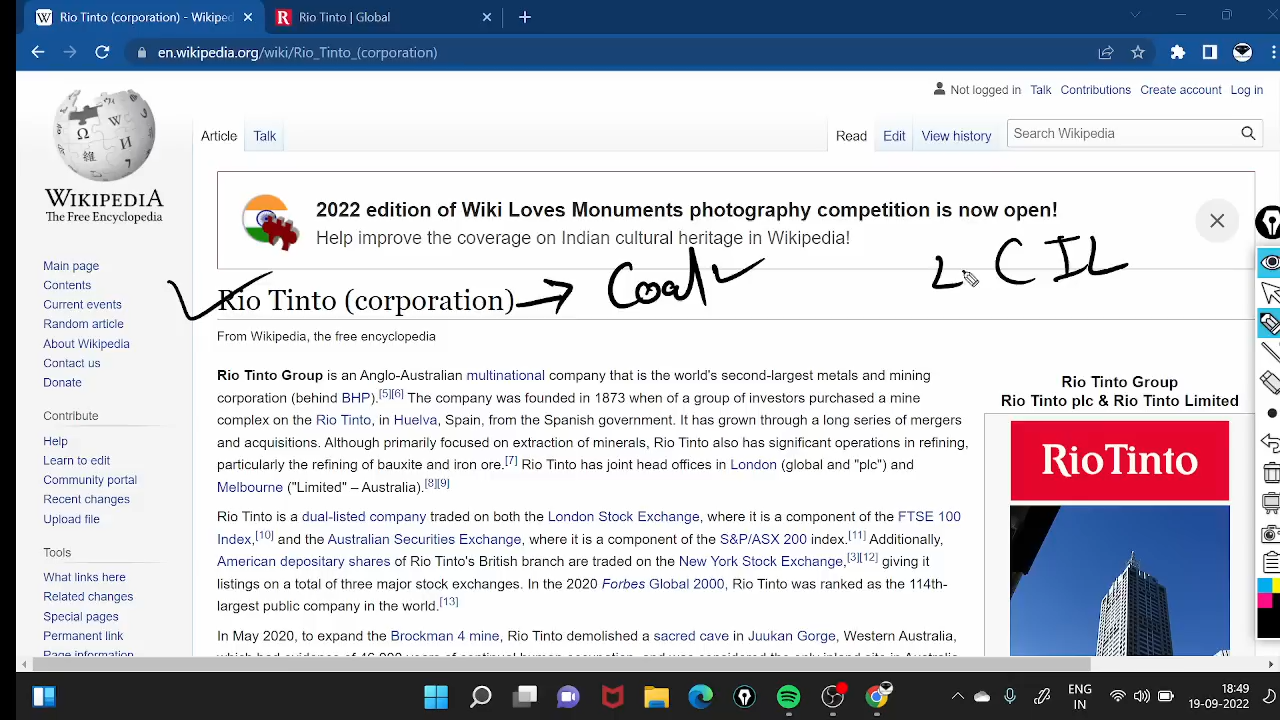 Rio Tinto (corporation) - Wikiped
Rio Tinto | Global
en.wikipedia.org/wiki/Rio_Tinto_(corporation)
Not logged in Talk Contributions Create account Log in
Article Talk Read Edit View history Search Wikipedia
WIKIPEDIA
The Free Encyclopedia
2022 edition of Wiki Loves Monuments photography competition is now open!
Help improve the coverage on Indian cultural heritage in Wikipedia!
CIL
Coal
Main page
Contents
Current events
Random article
About Wikipedia
Contact us
Donate
Contribute
Help
Learn to edit
Community portal
Recent changes
Upload file
Tools
What links here
Related changes
Special pages
Permanent link
Page information
Rio Tinto (corporation)
From Wikipedia, the free encyclopedia
Rio Tinto Group is an Anglo-Australian multinational company that is the world's second-largest metals and mining
corporation (behind BHP).[5][6] The company was founded in 1873 when of a group of investors purchased a mine
complex on the Rio Tinto, in Huelva, Spain, from the Spanish government. It has grown through a long series of mergers
and acquisitions. Although primarily focused on extraction of minerals, Rio Tinto also has significant operations in refining,
particularly the refining of bauxite and iron ore.[7] Rio Tinto has joint head offices in London (global and "plc") and
Melbourne ("Limited" – Australia).[8][9]
Rio Tinto is a dual-listed company traded on both the London Stock Exchange, where it is a component of the FTSE 100
Index,[10] and the Australian Securities Exchange, where it is a component of the S&P/ASX 200 index.[11] Additionally,
American depositary shares of Rio Tinto's British branch are traded on the New York Stock Exchange,[3][12] giving it
listings on a total of three major stock exchanges. In the 2020 Forbes Global 2000, Rio Tinto was ranked as the 114th-
largest public company in the world.[13]
In May 2020, to expand the Brockman 4 mine, Rio Tinto demolished a sacred cave in Juukan Gorge, Western Australia,
Rio Tinto Group
Rio Tinto plc & Rio Tinto Limited
RioTinto
ENG
IN
18:49
19-09-2022